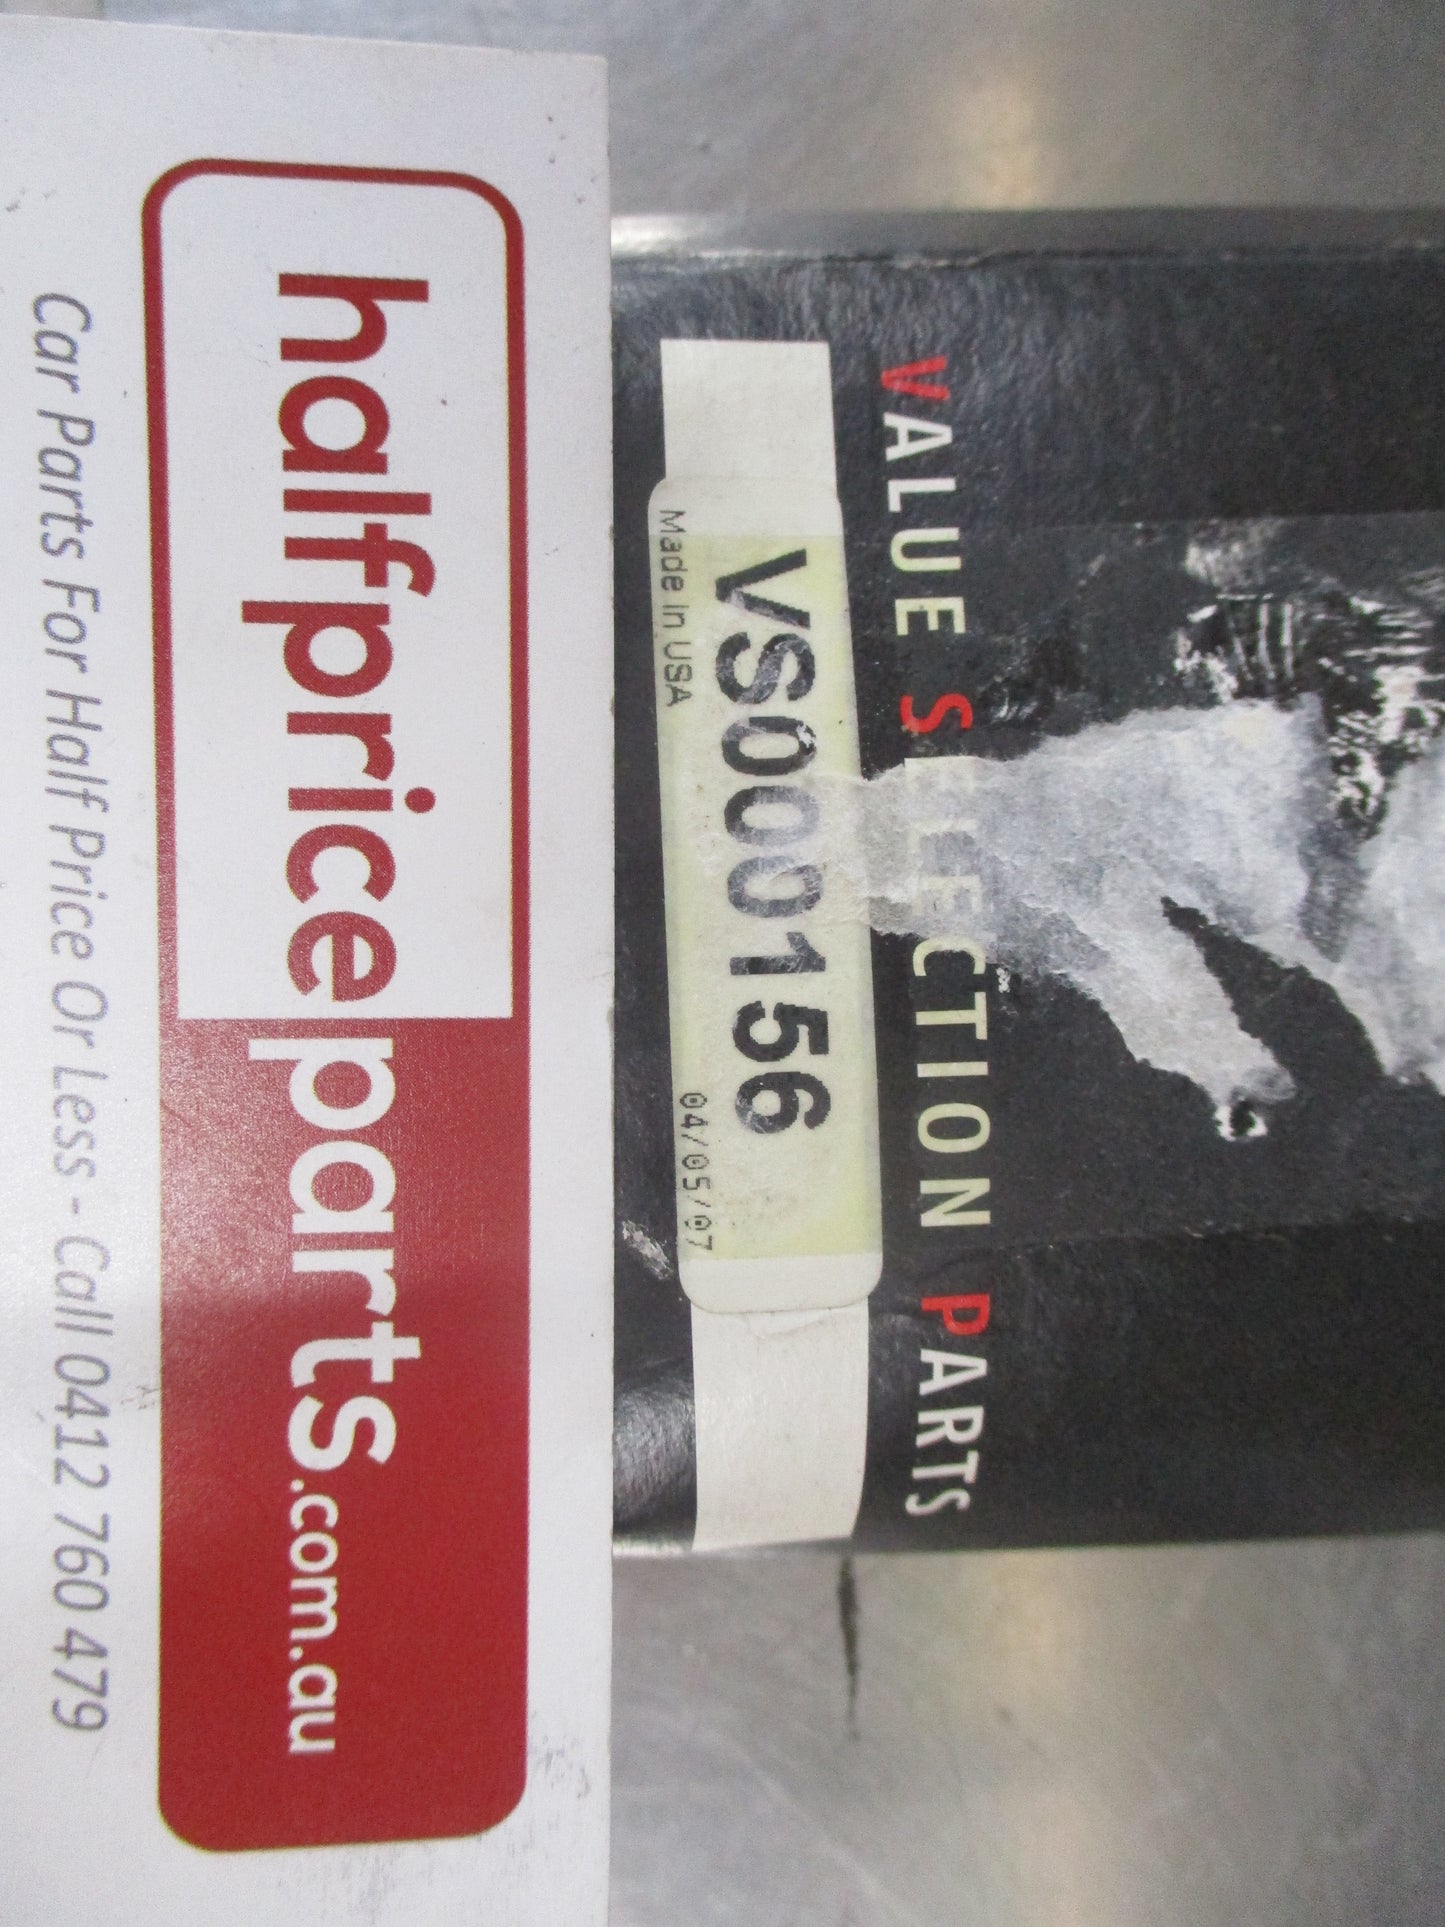 VALUE SELECTION PARTS
VS000156
Made In USA 04/05/07
halfpriceparts.com.au
Car Parts For Half Price Or Less - Call 0412 760 479